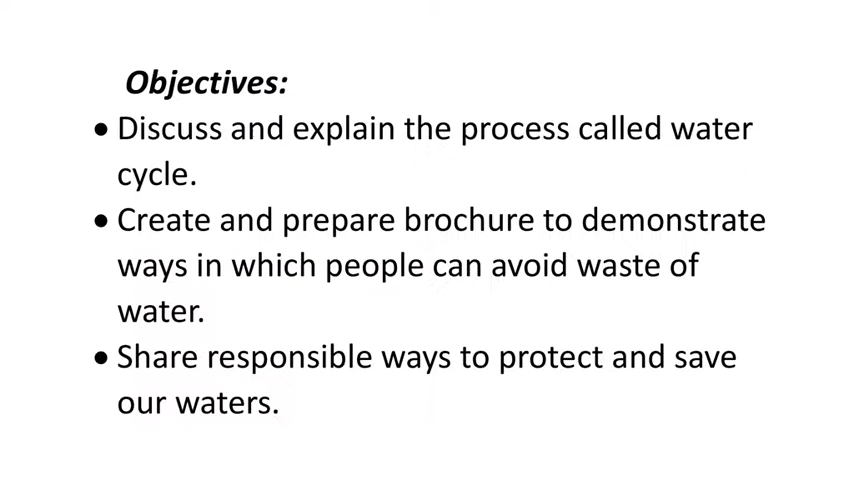 Objectives:
• Discuss and explain the process called water
cycle.
• Create and prepare brochure to demonstrate
ways in which people can avoid waste of
water.
• Share responsible ways to protect and save
our waters.